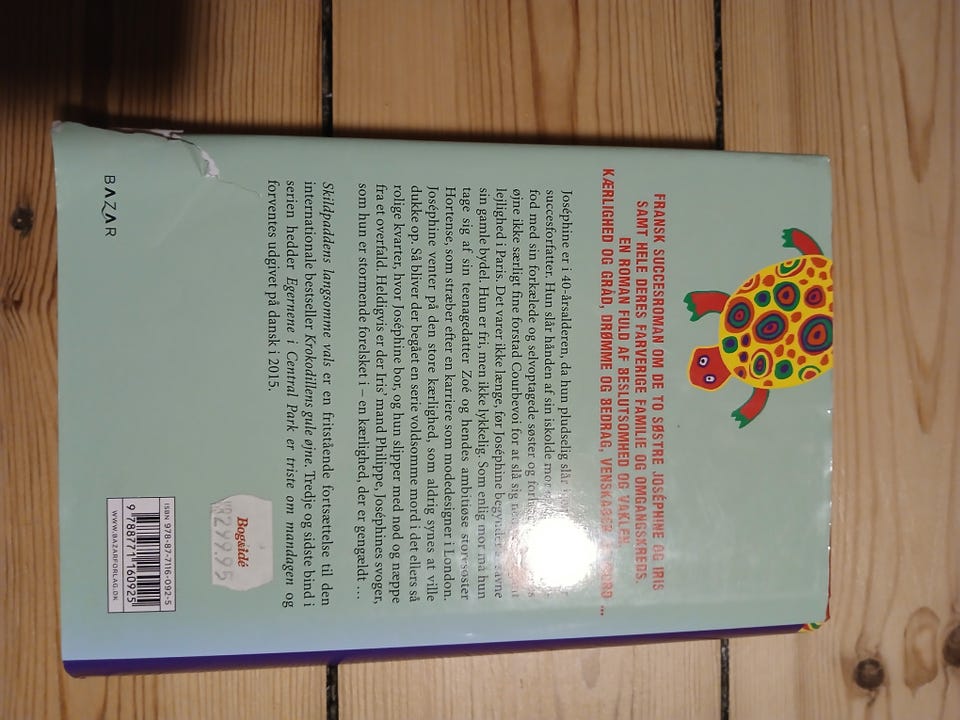 FRANSK SUCCESROMAN OM DE TO SØSTRE JOSÉPHINE OG IRIS
SAMT HELE DERES FARVERIGE FAMILIE OG OMGANGSKREDS.
EN ROMAN FULD AF BESLUTSOMHED OG VAKLEN,
KÆRLIGHED OG GRÅD, DRØMME OG BEDRAG, VENSKABER
Joséphine er i 40-årsalderen, da hun pludselig slår
succesforfatter. Hun slår hånden af sin iskolde mor
fod med sin forkælede og selvoptagede søster og
øjne ikke særligt fine forstad Courbevoi for at slå sig
lejlighed i Paris. Det varer ikke længe, før Joséphine begynder savne
sin gamle bydel. Hun er fri, men ikke lykkelig. Som enlig mor må hun
tage sig af sin teenagedatter Zoé og hendes ambitiøse storesøster
Hortense, som stræber efter en karriere som modedesigner i London.
Joséphine venter på den store kærlighed, som aldrig synes at ville
dukke op. Så bliver der begået en serie voldsomme mord i det ellers så
rolige kvarter, hvor Joséphine bor, og hun slipper med nød og næppe
fra et overfald. Heldigvis er der Iris' mand Philippe, Joséphines svoger,
som hun er stormende forelsket i – en kærlighed, der er gengældt ...
Skildpaddens langsomme vals er en fritstående fortsættelse til den
internationale bestseller Krokodillens gule øjne. Tredje og sidste bind i
serien hedder Egernene i Central Park er triste om mandagen og
forventes udgivet på dansk i 2015.
Bog&idé
KR299.95
BAZAR
ISBN 978-87-7116-092-5
9 788771 160925
WWW.BAZARFORLAG.DK